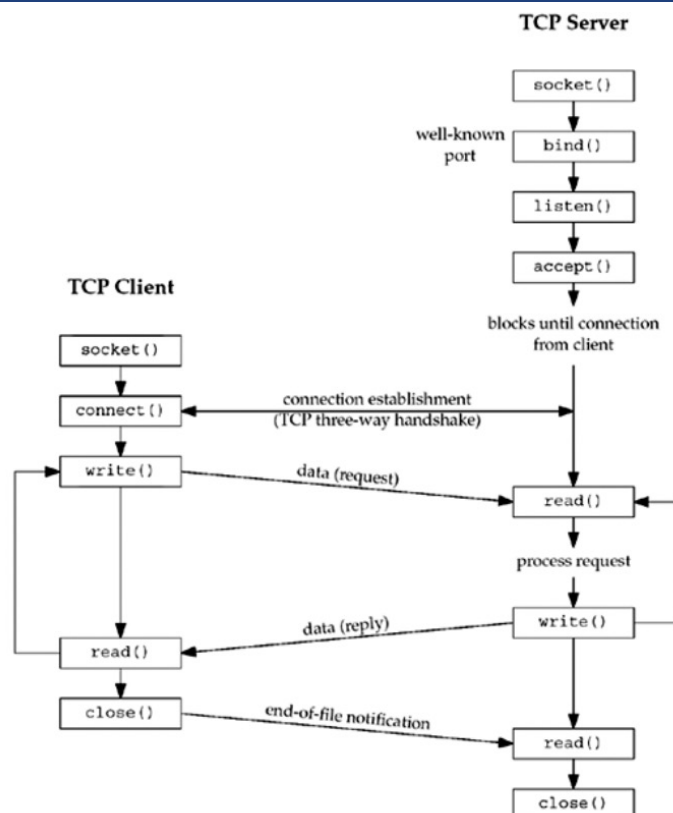 TCP Server
socket()
well-known
port
bind()
listen()
accept()
TCP Client
blocks until connection
from client
socket()
connection establishment
connect()
(TCP three-way handshake)
write()
data (request)
read()
process request
write()
data (reply)
read()
close()
end-of-file notification
read()
close()